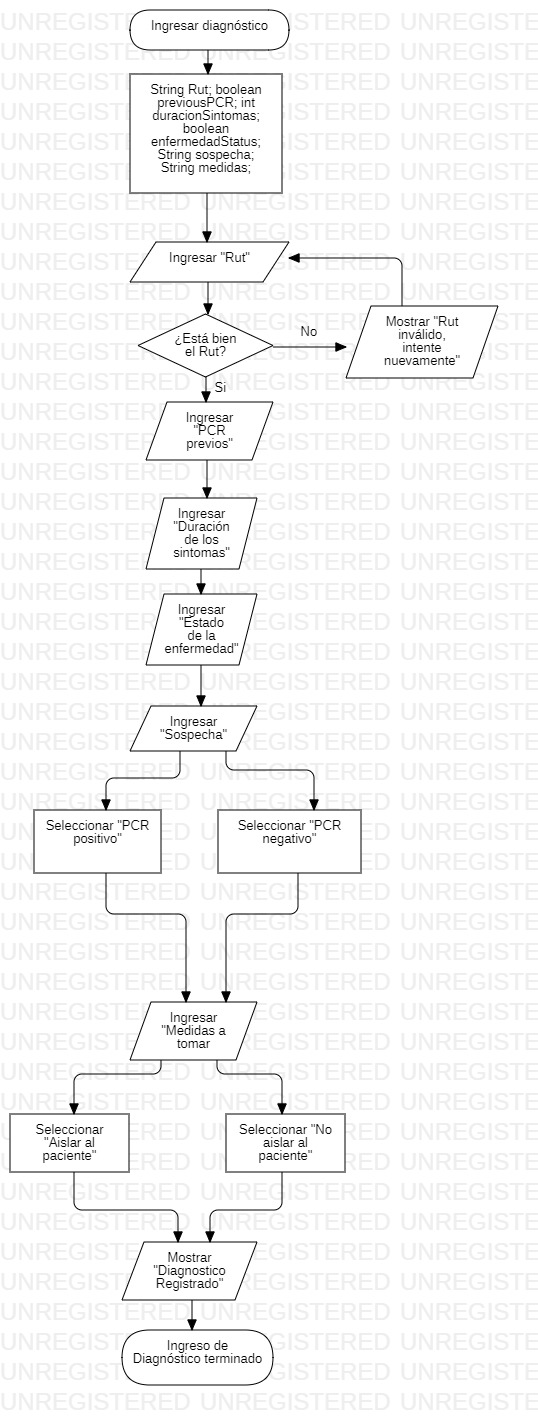 Ingresar diagnóstico
String Rut; boolean
previousPCR; int
duracionSintomas;
boolean
enfermedadStatus;
String sospecha;
String medidas;
Ingresar "Rut"
¿Está bien
el Rut?
No
Mostrar "Rut
inválido,
intente
nuevamente"
Si
Ingresar
"PCR
previos"
Ingresar
"Duración
de los
sintomas"
Ingresar
"Estado
de la
enfermedad"
Ingresar
"Sospecha"
Seleccionar "PCR
positivo"
Seleccionar "PCR
negativo"
Ingresar
"Medidas a
tomar
Seleccionar
"Aislar al
paciente"
Seleccionar "No
aislar al
paciente"
Mostrar
"Diagnostico
Registrado"
Ingreso de
Diagnóstico terminado
UNREGISTERED